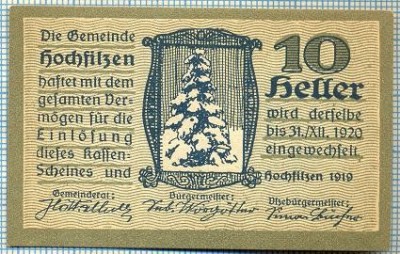 Die Gemeinde
Hochfilzen
haftet mit dem
gesamten Ver-
mögen für die
Einlösung
dieses Kassen-
Scheines und
10
Heller
wird derselbe
bis 31./XII. 1920
eingewechselt.
Hochfilzen 1919
Gemeinderat:
Bürgermeister:
Vizebürgermeister: